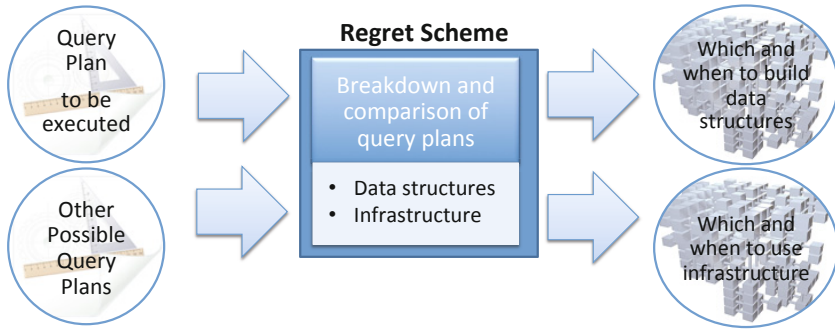 Query
Plan
to be
executed
Other
Possible
Query
Plans
Regret Scheme
Breakdown and
comparison of
query plans
• Data structures
• Infrastructure
Which and
when to build
data
structures
Which and
when to use
infrastructure